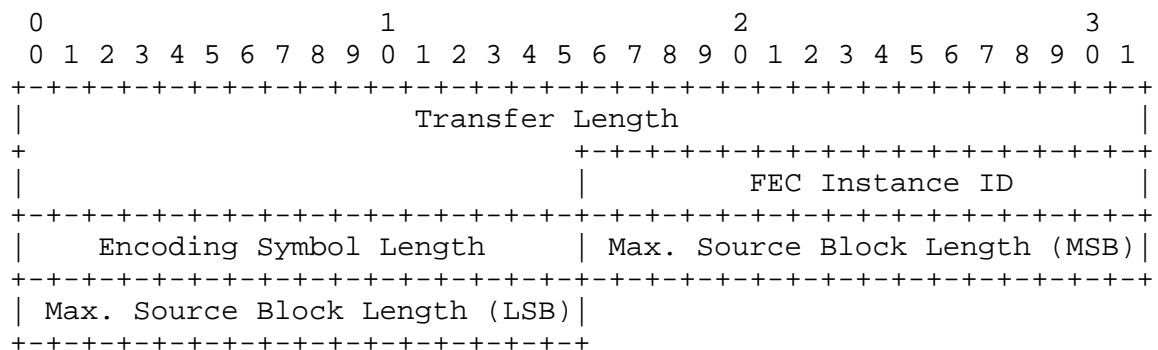 0                   1                   2                   3
 0 1 2 3 4 5 6 7 8 9 0 1 2 3 4 5 6 7 8 9 0 1 2 3 4 5 6 7 8 9 0 1
+-+-+-+-+-+-+-+-+-+-+-+-+-+-+-+-+-+-+-+-+-+-+-+-+-+-+-+-+-+-+-+-+
|                      Transfer Length                          |
+                               +-+-+-+-+-+-+-+-+-+-+-+-+-+-+-+-+
|                               |         FEC Instance ID       |
+-+-+-+-+-+-+-+-+-+-+-+-+-+-+-+-+-+-+-+-+-+-+-+-+-+-+-+-+-+-+-+-+
|    Encoding Symbol Length     | Max. Source Block Length (MSB)|
+-+-+-+-+-+-+-+-+-+-+-+-+-+-+-+-+-+-+-+-+-+-+-+-+-+-+-+-+-+-+-+-+
| Max. Source Block Length (LSB)|
+-+-+-+-+-+-+-+-+-+-+-+-+-+-+-+-+